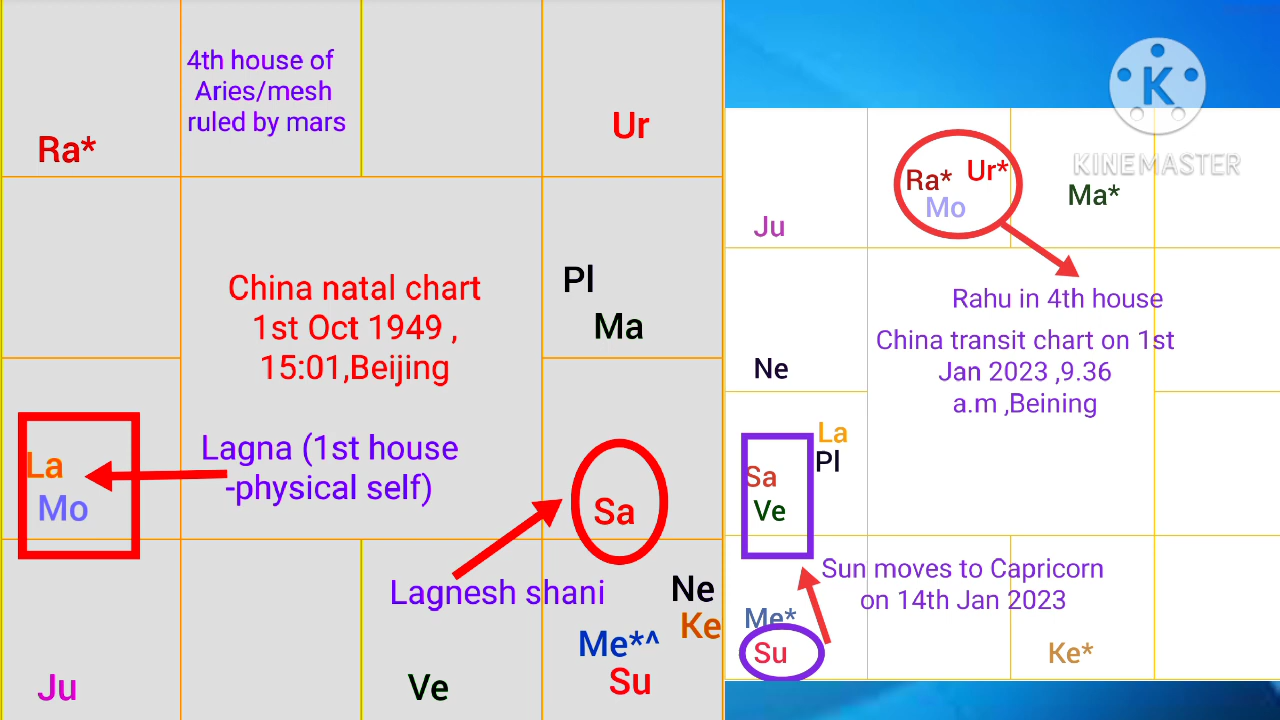 4th house of
Aries/mesh
ruled by mars
Ra*
Ur
Pl
Ma
China natal chart
1st Oct 1949 ,
15:01,Beijing
La
Mo
Lagna (1st house
-physical self)
Sa
Lagnesh shani
Ne
Ke
Me*^
Su
Ju
Ve
K
KINEMASTER
Ra* Ur*
Mo
Ma*
Ju
Rahu in 4th house
China transit chart on 1st
Jan 2023 ,9.36
a.m ,Beining
Ne
La
Pl
Sa
Ve
Sun moves to Capricorn
on 14th Jan 2023
Me*
Su
Ke*